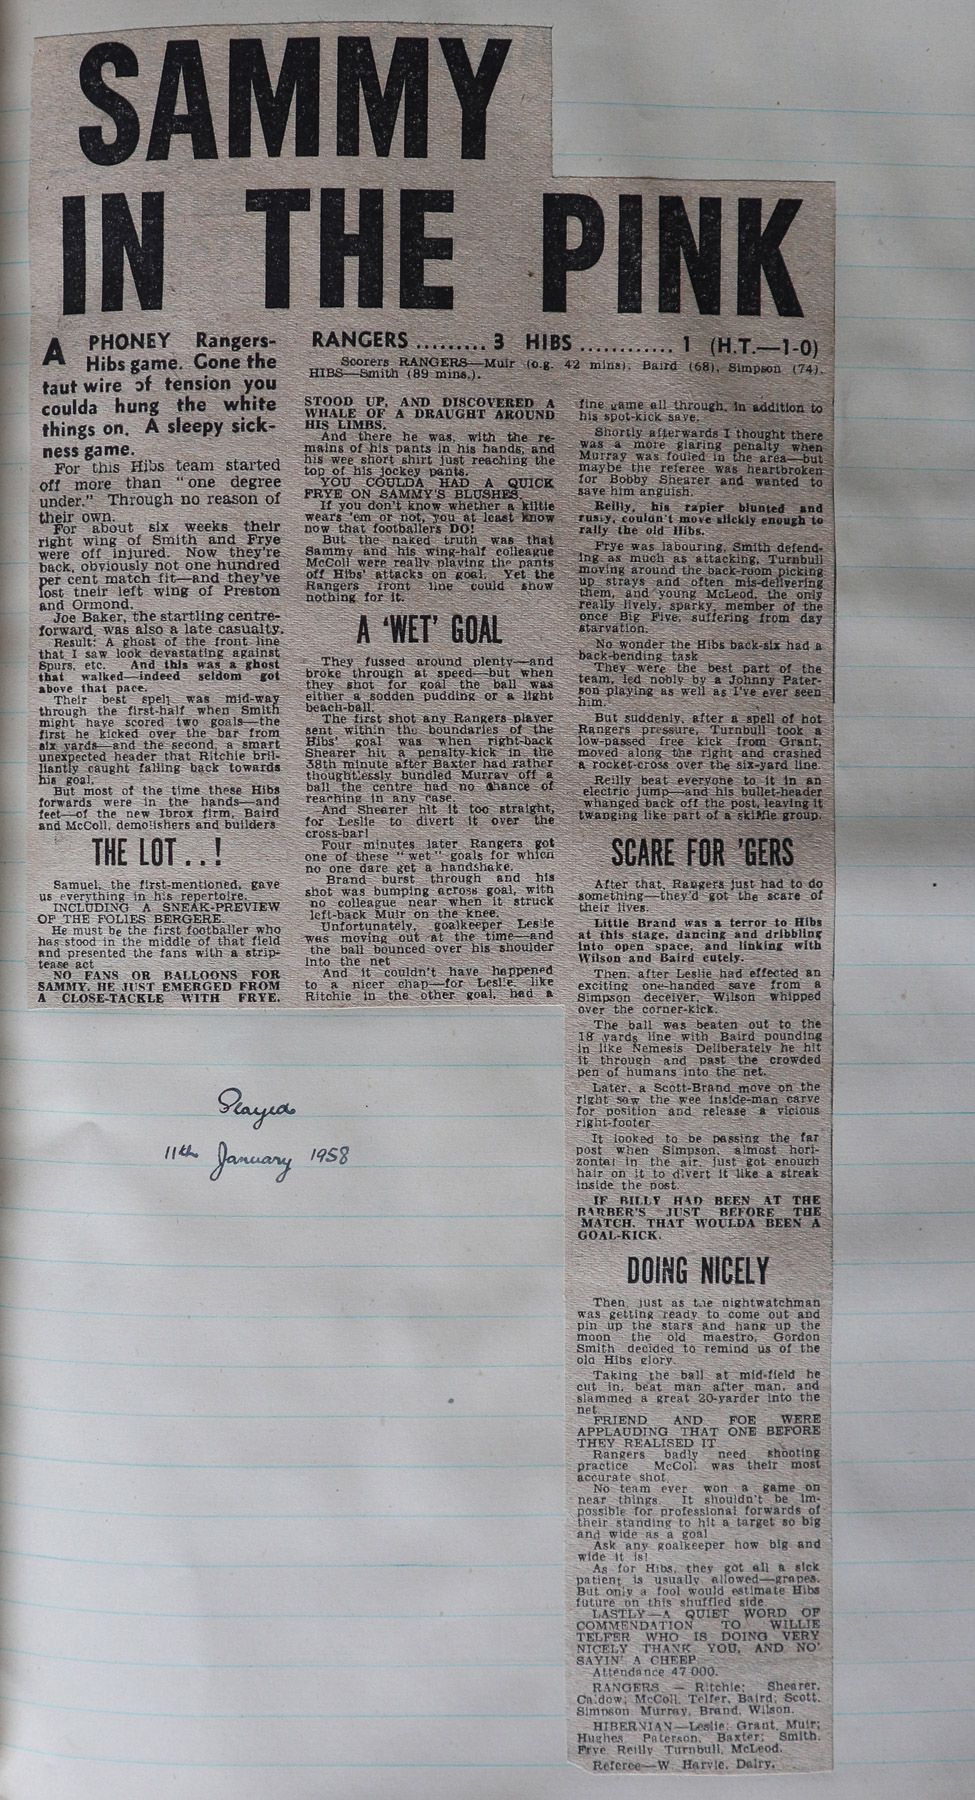 SAMMY
IN THE PINK
RANGERS ......... 3 HIBS ............ 1 (H.T.—1-0)
Scorers RANGERS—Muir (o.g. 42 mins), Baird (68), Simpson (74).
HIBS—Smith (89 mins.).
A PHONEY Rangers-
Hibs game. Gone the
taut wire of tension you
coulda hung the white
things on. A sleepy sick-
ness game.
For this Hibs team started
off more than "one degree
under." Through no reason of
their own.
For about six weeks their
right wing of Smith and Frye
were off injured. Now they're
back, obviously not one hundred
per cent match fit—and they've
lost their left wing of Preston
and Ormond.
Joe Baker, the startling centre-
forward, was also a late casualty.
Result: A ghost of the front line
that I saw look devastating against
Spurs, etc. And this was a ghost
that walked—indeed seldom got
above that pace.
Their best spell was mid-way
through the first-half when Smith
might have scored two goals—the
first he kicked over the bar from
six yards—and the second, a smart
unexpected header that Ritchie bril-
liantly caught falling back towards
his goal.
But most of the time these Hibs
forwards were in the hands—and
feet—of the new Ibrox firm, Baird
and McColl, demolishers and builders
THE LOT . . !
Samuel, the first-mentioned, gave
us everything in his repertoire.
INCLUDING A SNEAK-PREVIEW
OF THE FOLIES BERGERE.
He must be the first footballer who
has stood in the middle of that field
and presented the fans with a strip-
tease act
NO FANS OR BALLOONS FOR
SAMMY. HE JUST EMERGED FROM
A CLOSE-TACKLE WITH FRYE,
STOOD UP, AND DISCOVERED A
WHALE OF A DRAUGHT AROUND
HIS LIMBS.
And there he was, with the re-
mains of his pants in his hands, and
his wee short shirt just reaching the
top of his jockey pants.
YOU COULDA HAD A QUICK
FRYE ON SAMMY'S BLUSHES.
If you don't know whether a kiltie
wears 'em or not, you at least know
now that footballers DO!
But the naked truth was that
Sammy and his wing-half colleague
McColl were really playing the pants
off Hibs' attacks on goal. Yet the
Rangers front line could show
nothing for it.
A 'WET' GOAL
They fussed around plenty—and
broke through at speed—but when
they shot for goal the ball was
either a sodden pudding or a light
beach-ball.
The first shot any Rangers player
sent within the boundaries of the
Hibs' goal was when right-back
Shearer hit a penalty-kick in the
38th minute after Baxter had rather
thoughtlessly bundled Murray off a
ball the centre had no chance of
reaching in any case.
And Shearer hit it too straight,
for Leslie to divert it over the
cross-bar!
Four minutes later Rangers got
one of these "wet" goals for which
no one dare get a handshake.
Brand burst through and his
shot was bumping across goal, with
no colleague near when it struck
left-back Muir on the knee.
Unfortunately, goalkeeper Leslie
was moving out at the time—and
the ball bounced over his shoulder
into the net
And it couldn't have happened
to a nicer chap—for Leslie, like
Ritchie in the other goal, had a
fine game all through, in addition to
his spot-kick save.
Shortly afterwards I thought there
was a more glaring penalty when
Murray was fouled in the area—but
maybe the referee was heartbroken
for Bobby Shearer and wanted to
save him anguish.
Reilly, his rapier blunted and
rusty, couldn't move slickly enough to
rally the old Hibs.
Frye was labouring, Smith defend-
ing as much as attacking, Turnbull
moving around the back-room picking
up strays and often mis-delivering
them, and young McLeod, the only
really lively, sparky, member of the
once Big Five, suffering from day
starvation.
No wonder the Hibs back-six had a
back-bending task
They were the best part of the
team, led nobly by a Johnny Pater-
son playing as well as I've ever seen
him.
But suddenly, after a spell of hot
Rangers pressure, Turnbull took a
low-passed free kick from Grant,
moved along the right and crashed
a rocket-cross over the six-yard line.
Reilly beat everyone to it in an
electric jump—and his bullet-header
whanged back off the post, leaving it
twanging like part of a skiffle group.
SCARE FOR 'GERS
After that, Rangers just had to do
something—they'd got the scare of
their lives.
Little Brand was a terror to Hibs
at this stage, dancing and dribbling
into open space, and linking with
Wilson and Baird cutely.
Then, after Leslie had effected an
exciting one-handed save from a
Simpson deceiver, Wilson whipped
over the corner-kick.
The ball was beaten out to the
18 yards line with Baird pounding
in like Nemesis Deliberately he hit
it through and past the crowded
pen of humans into the net.
Later, a Scott-Brand move on the
right saw the wee inside-man carve
for position and release a vicious
right-footer.
It looked to be passing the far
post when Simpson, almost hori-
zontal in the air, just got enough
hair on it to divert it like a streak
inside the post.
IF BILLY HAD BEEN AT THE
BARBER'S JUST BEFORE THE
MATCH, THAT WOULDA BEEN A
GOAL-KICK.
DOING NICELY
Then, just as the nightwatchman
was getting ready to come out and
pin up the stars and hang up the
moon the old maestro, Gordon
Smith decided to remind us of the
old Hibs glory.
Taking the ball at mid-field he
cut in, beat man after man, and
slammed a great 20-yarder into the
net.
FRIEND AND FOE WERE
APPLAUDING THAT ONE BEFORE
THEY REALISED IT
Rangers badly need shooting
practice McColl was their most
accurate shot.
No team ever won a game on
near things. It shouldn't be im-
possible for professional forwards of
their standing to hit a target so big
and wide as a goal
Ask any goalkeeper how big and
wide it is!
As for Hibs, they got all a sick
patient is usually allowed—grapes.
But only a fool would estimate Hibs
future on this shuffled side.
LASTLY—A QUIET WORD OF
COMMENDATION TO WILLIE
TELFER WHO IS DOING VERY
NICELY THANK YOU, AND NO'
SAYIN' A CHEEP
Attendance 47,000.
RANGERS — Ritchie; Shearer,
Caldow; McColl, Telfer, Baird; Scott,
Simpson Murray, Brand, Wilson.
HIBERNIAN—Leslie; Grant, Muir;
Hughes Paterson, Baxter; Smith,
Frye Reilly Turnbull, McLeod.
Referee—W. Harvie, Dalry.
Played
11th January 1958